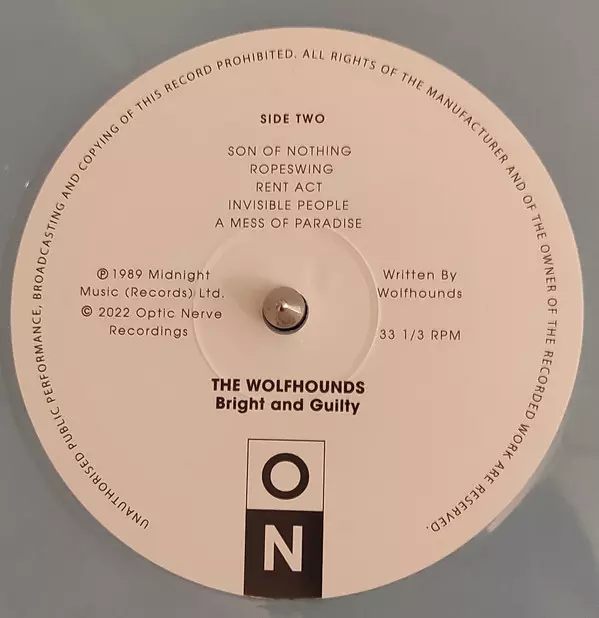 UNAUTHORISED PUBLIC PERFORMANCE, BROADCASTING AND COPYING OF THIS RECORD PROHIBITED. ALL RIGHTS OF THE MANUFACTURER AND OF THE OWNER OF THE RECORDED WORK ARE RESERVED.
SIDE TWO
SON OF NOTHING
ROPESWING
RENT ACT
INVISIBLE PEOPLE
A MESS OF PARADISE
℗ 1989 Midnight
Music (Records) Ltd.
© 2022 Optic Nerve
Recordings
Written By
Wolfhounds
33 1/3 RPM
THE WOLFHOUNDS
Bright and Guilty
O
N